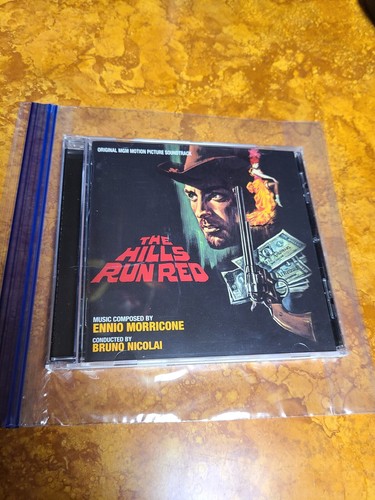 ORIGINAL MGM MOTION PICTURE SOUNDTRACK
THE
HILLS
RUN RED
MUSIC COMPOSED BY
ENNIO MORRICONE
CONDUCTED BY
BRUNO NICOLAI